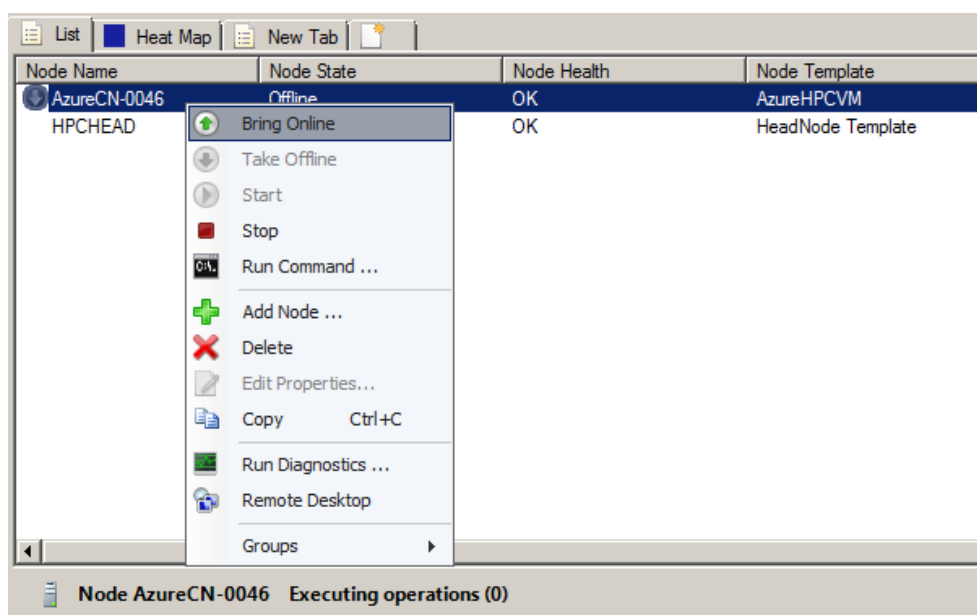 List Heat Map New Tab
Node Name Node State Node Health Node Template
AzureCN-0046 Offline OK AzureHPCVM
HPCHEAD OK HeadNode Template
Bring Online
Take Offline
Start
Stop
Run Command ...
Add Node ...
Delete
Edit Properties...
Copy Ctrl+C
Run Diagnostics ...
Remote Desktop
Groups
Node AzureCN-0046 Executing operations (0)